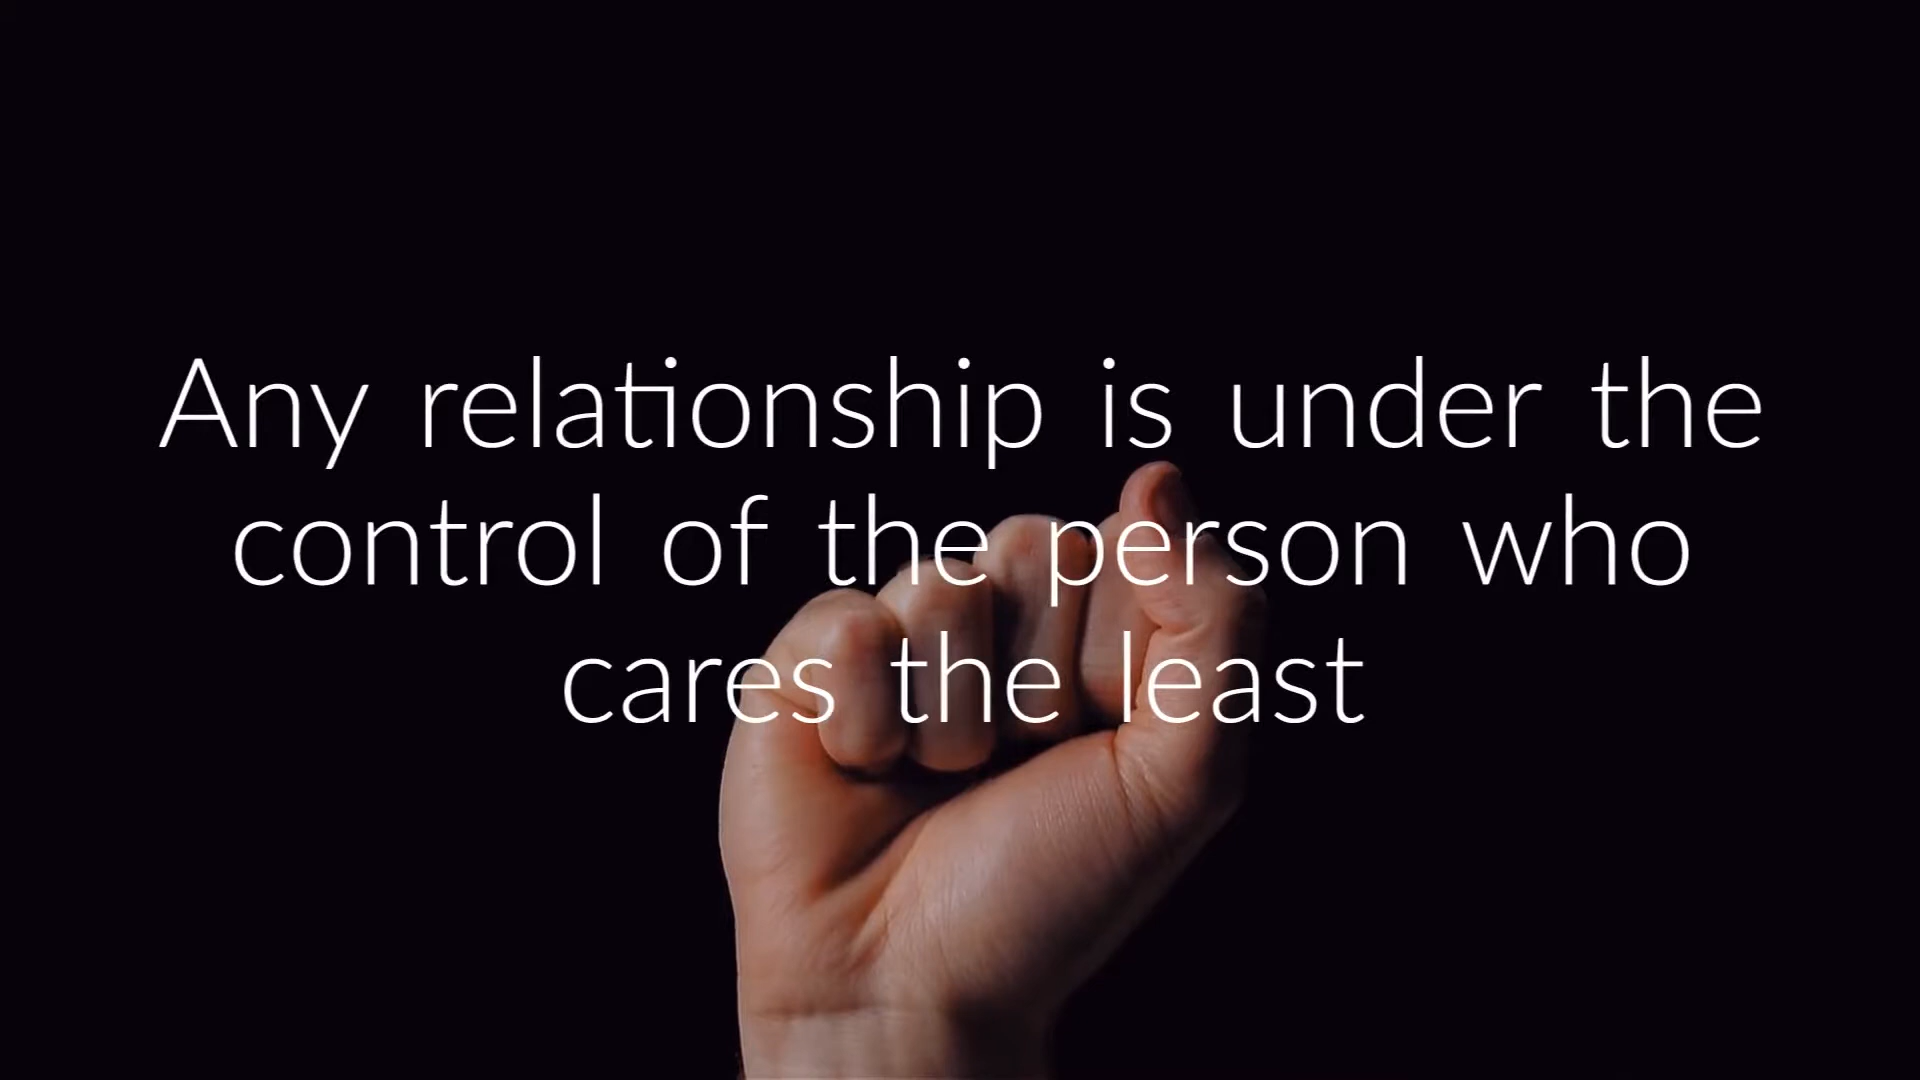 Any relationship is under the
control of the person who
cares the least